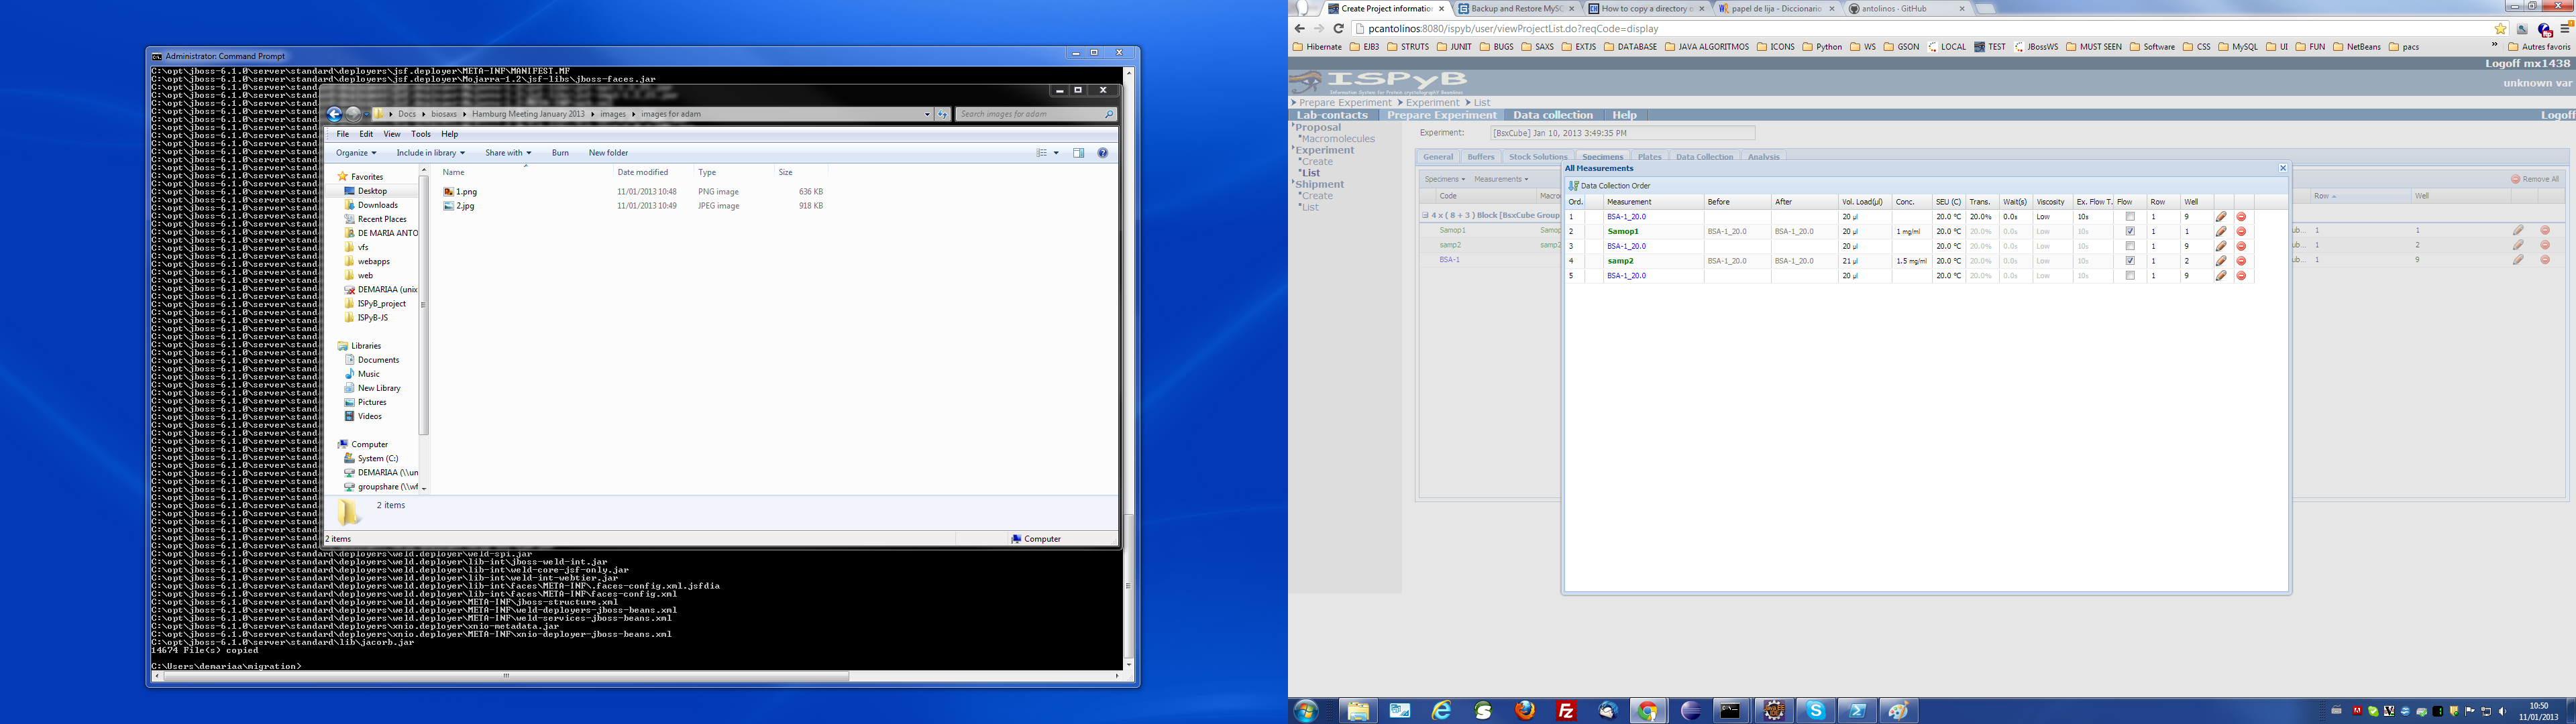 Administrator Command Prompt
C:\opt\jboss-6.1.0\server\standard\deployers\jsf.deployer\META-INF\MANIFEST.MF
C:\opt\jboss-6.1.0\server\standard\deployers\jsf.deployer\Mojarra-1.2\jsf-libs\jboss-faces.jar
Docs
biosaxs
Hamburg Meeting January 2013
images
images for adam
Search images for adam
File Edit View Tools Help
Organize Include in library Share with Burn New folder
Name Date modified Type Size
1.png 11/01/2013 10:48 PNG image 636 KB
2.jpg 11/01/2013 10:49 JPEG image 918 KB
Favorites
Desktop
Downloads
Recent Places
DE MARIA ANTO
vfs
webapps
web
DEMARIAA (unix
ISPyB_project
ISPyB-JS
Libraries
Documents
Music
New Library
Pictures
Videos
Computer
System (C:)
DEMARIAA (\\un
groupshare (\\wf
2 items
2 items
Computer
C:\opt\jboss-6.1.0\server\standard\deployers\weld.deployer\weld-spi.jar
C:\opt\jboss-6.1.0\server\standard\deployers\weld.deployer\lib-int\jboss-weld-int.jar
C:\opt\jboss-6.1.0\server\standard\deployers\weld.deployer\lib-int\weld-core-jsf-only.jar
C:\opt\jboss-6.1.0\server\standard\deployers\weld.deployer\lib-int\weld-int-webtier.jar
C:\opt\jboss-6.1.0\server\standard\deployers\weld.deployer\lib-int\faces\META-INF\.faces-config.xml.jsfdia
C:\opt\jboss-6.1.0\server\standard\deployers\weld.deployer\lib-int\faces\META-INF\faces-config.xml
C:\opt\jboss-6.1.0\server\standard\deployers\weld.deployer\META-INF\jboss-structure.xml
C:\opt\jboss-6.1.0\server\standard\deployers\weld.deployer\META-INF\weld-deployers-jboss-beans.xml
C:\opt\jboss-6.1.0\server\standard\deployers\weld.deployer\META-INF\weld-services-jboss-beans.xml
C:\opt\jboss-6.1.0\server\standard\deployers\xnio.deployer\xnio-metadata.jar
C:\opt\jboss-6.1.0\server\standard\deployers\xnio.deployer\META-INF\xnio-deployer-jboss-beans.xml
C:\opt\jboss-6.1.0\server\standard\lib\jacorb.jar
14674 File(s) copied
C:\Users\demariaa\migration>
Create Project information
Backup and Restore MySQ
How to copy a directory
papel de lija - Diccionario
antolinos · GitHub
pcantolinos:8080/ispyb/user/viewProjectList.do?reqCode=display
Hibernate EJB3 STRUTS JUNIT BUGS SAXS EXTJS DATABASE JAVA ALGORITMOS ICONS Python WS GSON LOCAL TEST JBossWS MUST SEEN Software CSS MySQL UI FUN NetBeans pacs » Autres favoris
Logoff mx1438
ISPyB
Information System for Protein crystallography Beamlines
unknown var
Prepare Experiment Experiment List
Lab-contacts Prepare Experiment Data collection Help Logoff
Proposal
Macromolecules
Experiment
Create
List
Shipment
Create
List
Experiment: [BsxCube] Jan 10, 2013 3:49:35 PM
General Buffers Stock Solutions Specimens Plates Data Collection Analysis
Specimens Measurements Remove All
Code Macro Row Well
4 x ( 8 + 3 ) Block [BsxCube Group
Samop1 Samop ub... 1 1
samp2 samp2 ub... 1 2
BSA-1 ub... 1 9
All Measurements
Data Collection Order
Ord. Measurement Before After Vol. Load(µl) Conc. SEU (C) Trans. Wait(s) Viscosity Ex. Flow T. Flow Row Well
1 BSA-1_20.0 20 µl 20.0 ºC 20.0% 0.0s Low 10s 1 9
2 Samop1 BSA-1_20.0 BSA-1_20.0 20 µl 1 mg/ml 20.0 ºC 20.0% 0.0s Low 10s 1 1
3 BSA-1_20.0 20 µl 20.0 ºC 20.0% 0.0s Low 10s 1 9
4 samp2 BSA-1_20.0 BSA-1_20.0 21 µl 1.5 mg/ml 20.0 ºC 20.0% 0.0s Low 10s 1 2
5 BSA-1_20.0 20 µl 20.0 ºC 20.0% 0.0s Low 10s 1 9
10:50
11/01/2013